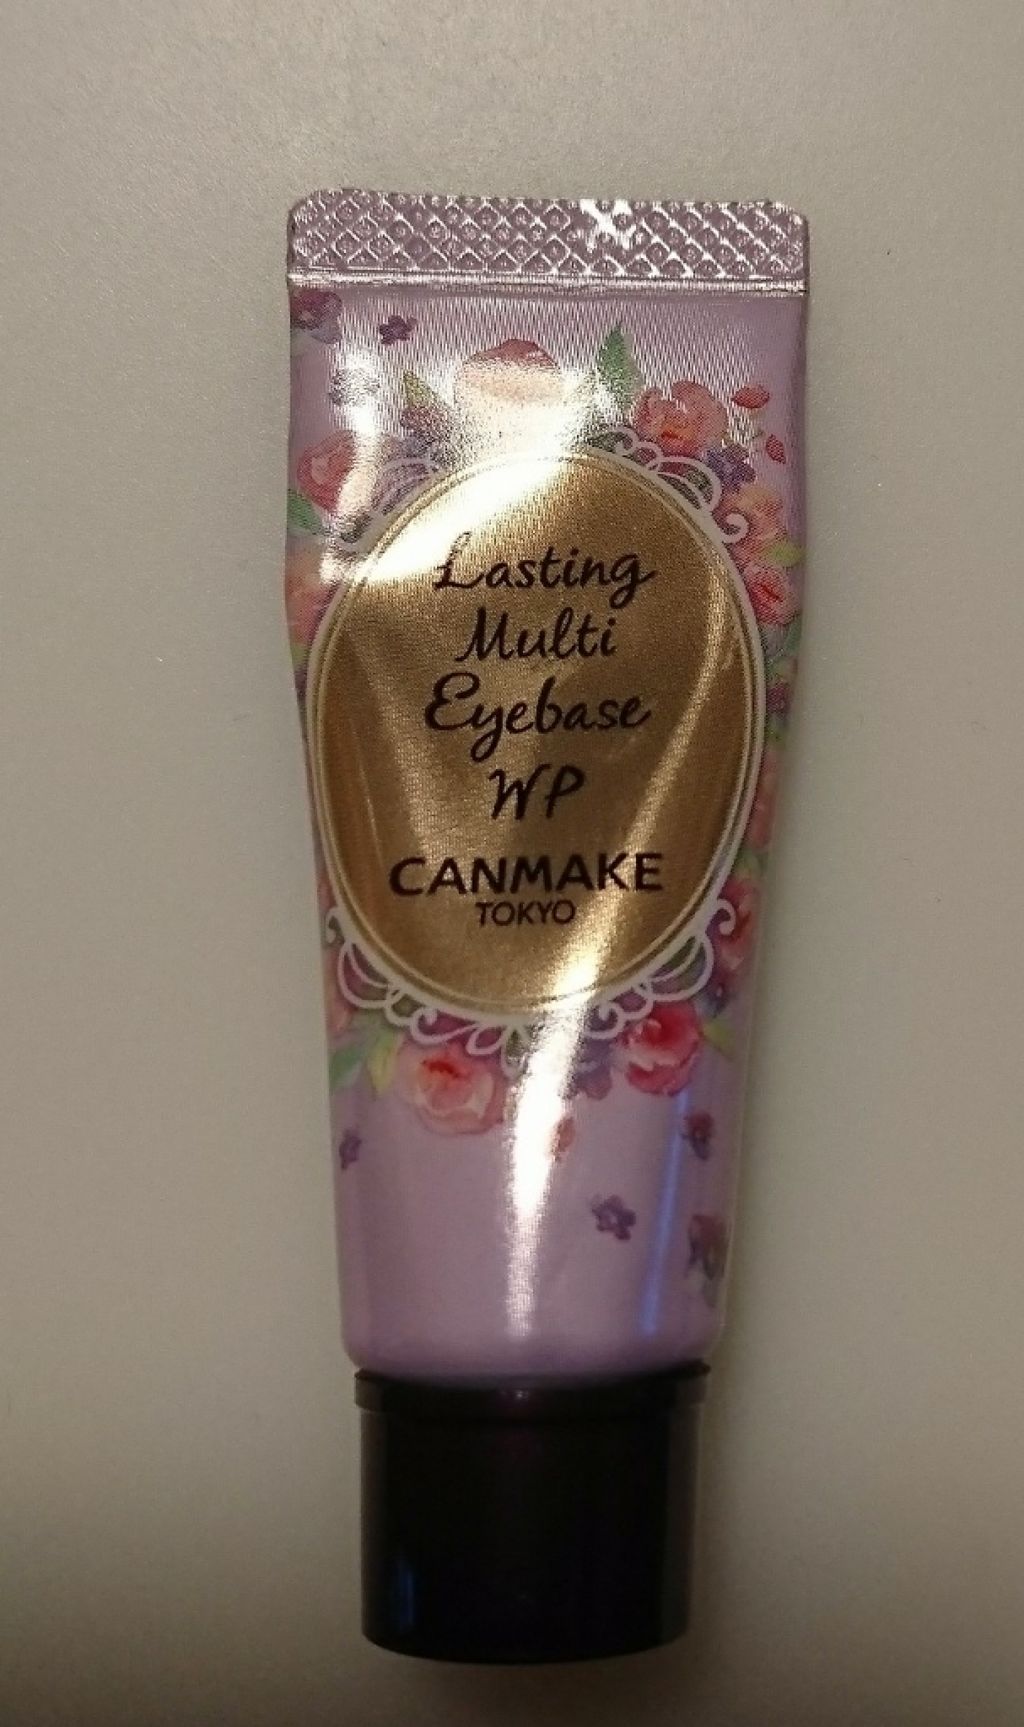 Lasting
Multi
Eyebase
WP
CANMAKE
TOKYO